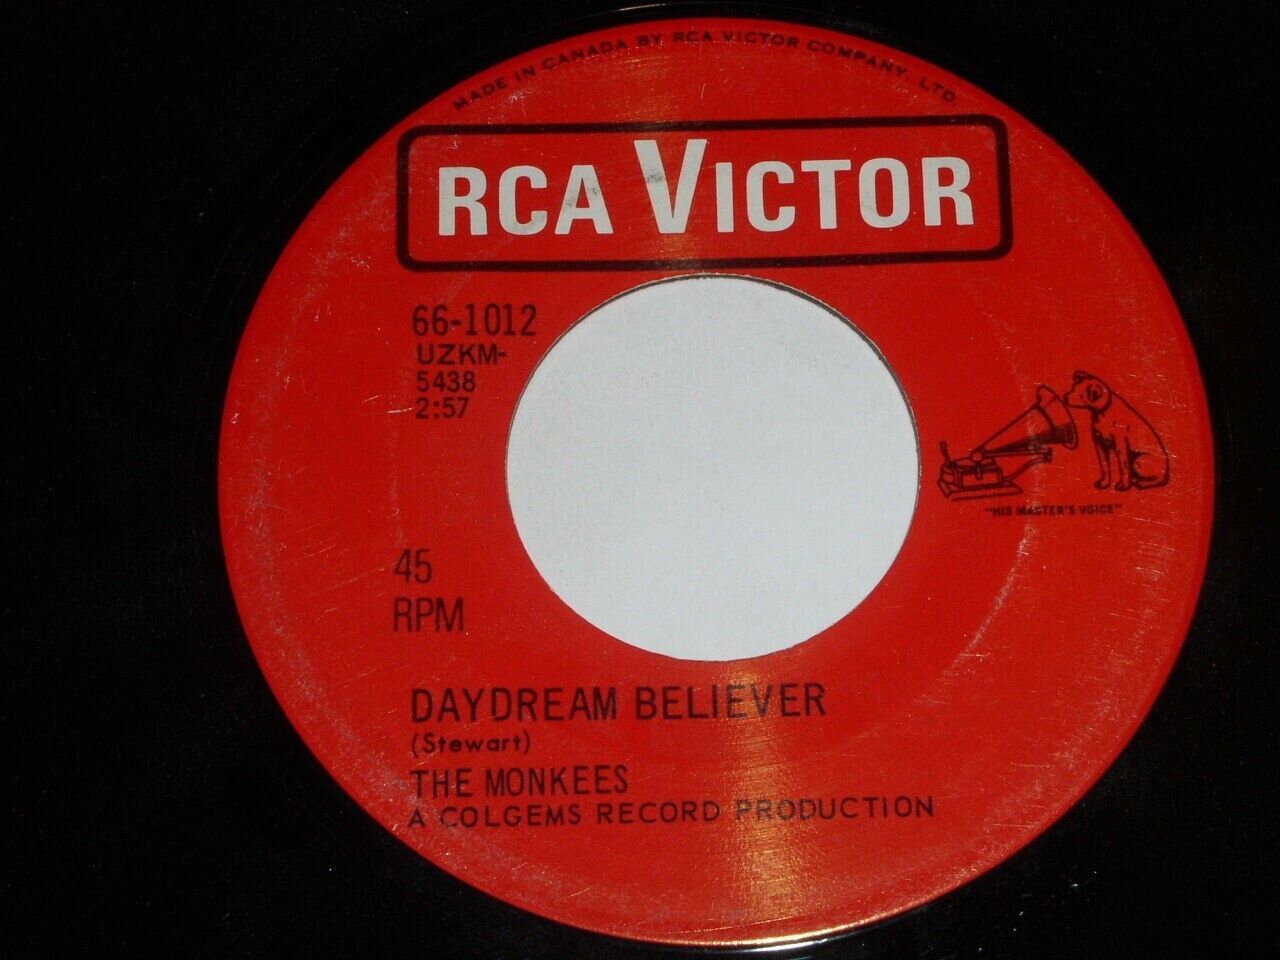 MADE IN CANADA BY RCA VICTOR COMPANY, LTD.
RCA VICTOR
66-1012
UZKM-
5438
2:57
"HIS MASTER'S VOICE"
45
RPM
DAYDREAM BELIEVER
(Stewart)
THE MONKEES
A COLGEMS RECORD PRODUCTION